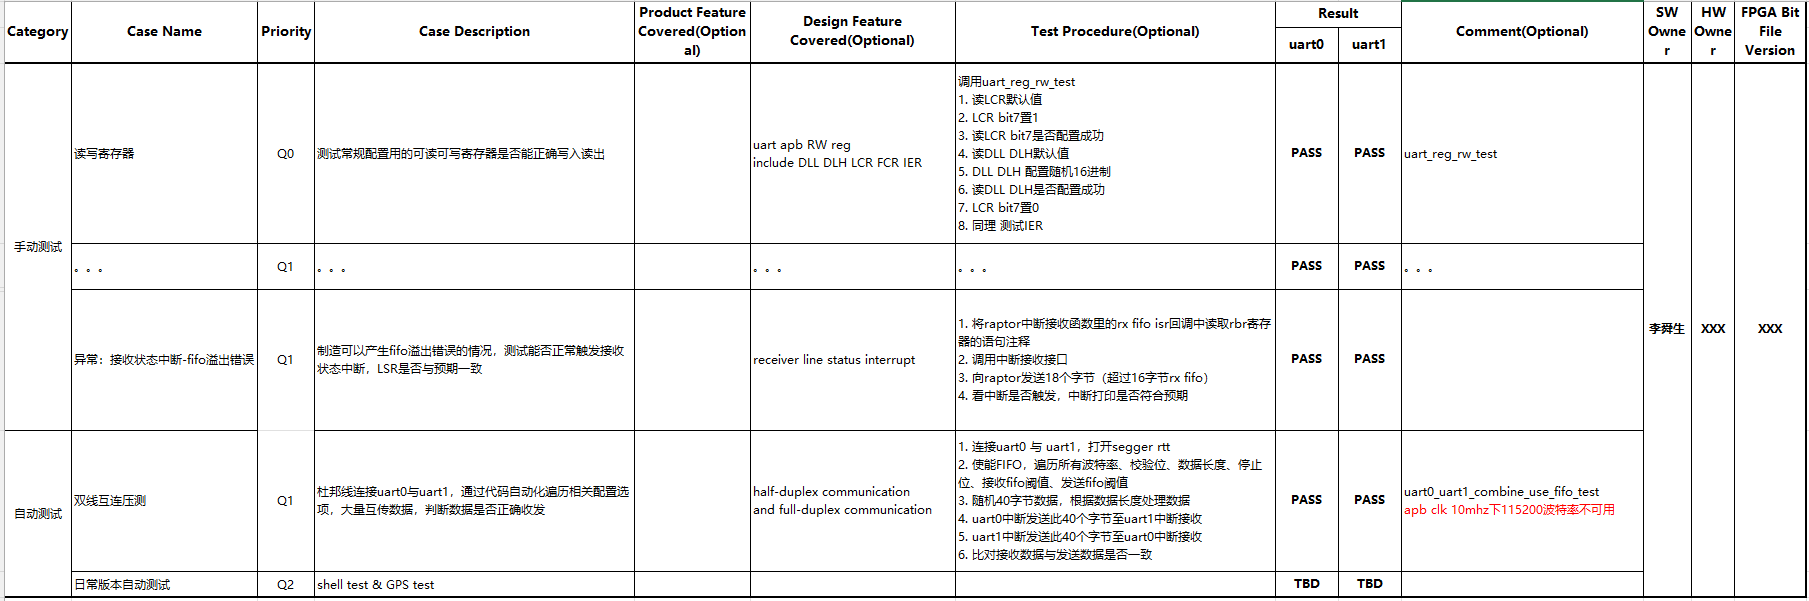 Category
Case Name
Priority
Case Description
Product Feature
Covered(Option
al)
Design Feature
Covered(Optional)
Test Procedure(Optional)
Result
uart0
uart1
Comment(Optional)
SW
Owne
r
HW
Owne
r
FPGA Bit
File
Version
手动测试
读写寄存器
Q0
测试常规配置用的可读可写寄存器是否能正确写入读出
uart apb RW reg
include DLL DLH LCR FCR IER
调用uart_reg_rw_test
1. 读LCR默认值
2. LCR bit7置1
3. 读LCR bit7是否配置成功
4. 读DLL DLH默认值
5. DLL DLH 配置随机16进制
6. 读DLL DLH是否配置成功
7. LCR bit7置0
8. 同理 测试IER
PASS
PASS
uart_reg_rw_test
李舜生
XXX
XXX
。。。
Q1
。。。
。。。
。。。
PASS
PASS
。。。
异常：接收状态中断-fifo溢出错误
Q1
制造可以产生fifo溢出错误的情况，测试能否正常触发接收
状态中断，LSR是否与预期一致
receiver line status interrupt
1. 将raptor中断接收函数里的rx fifo isr回调中读取rbr寄存
器的语句注释
2. 调用中断接收接口
3. 向raptor发送18个字节（超过16字节rx fifo）
4. 看中断是否触发，中断打印是否符合预期
PASS
PASS
自动测试
双线互连压测
Q1
杜邦线连接uart0与uart1，通过代码自动化遍历相关配置选
项，大量互传数据，判断数据是否正确收发
half-duplex communication
and full-duplex communication
1. 连接uart0 与 uart1，打开segger rtt
2. 使能FIFO，遍历所有波特率、校验位、数据长度、停止
位、接收fifo阈值、发送fifo阈值
3. 随机40字节数据，根据数据长度处理数据
4. uart0中断发送此40个字节至uart1中断接收
5. uart1中断发送此40个字节至uart0中断接收
6. 比对接收数据与发送数据是否一致
PASS
PASS
uart0_uart1_combine_use_fifo_test
apb clk 10mhz下115200波特率不可用
日常版本自动测试
Q2
shell test & GPS test
TBD
TBD